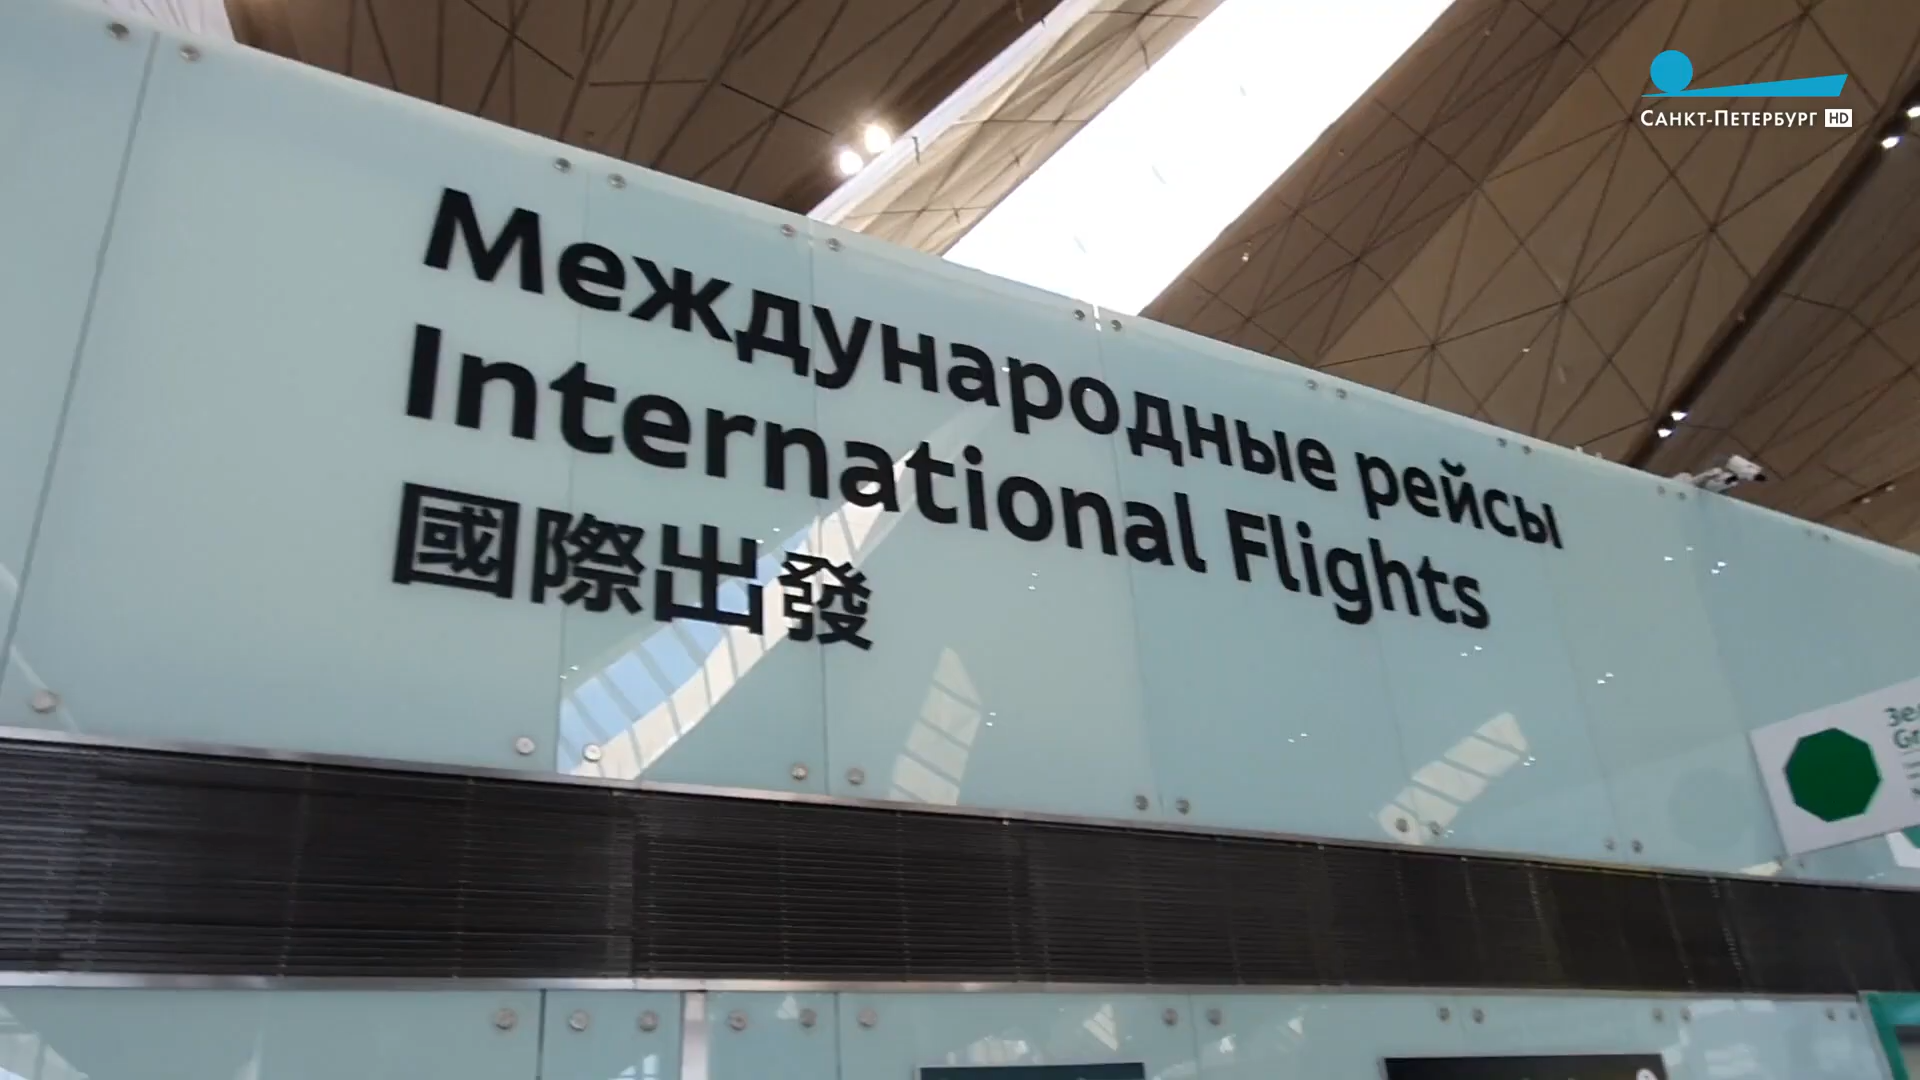 Санкт-Петербург HD
Международные рейсы
International Flights
國際出發